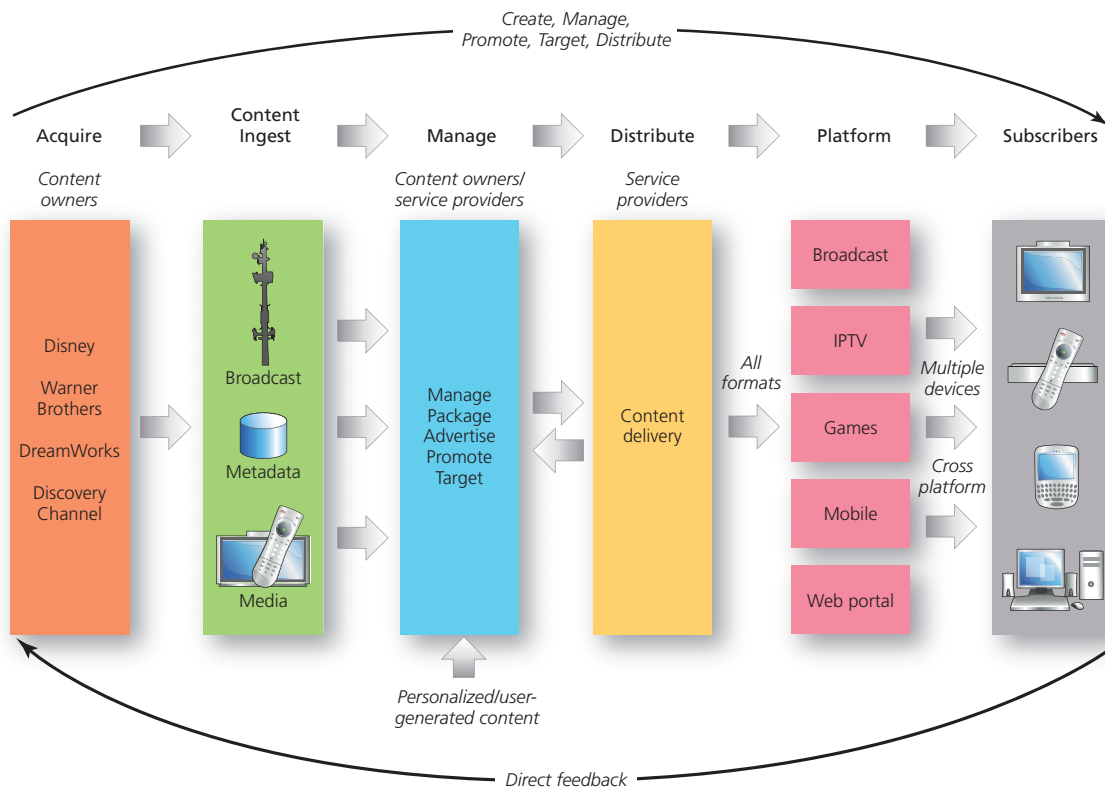 Create, Manage,
Promote, Target, Distribute
Acquire
Content
Ingest
Manage
Distribute
Platform
Subscribers
Content
owners
Content owners/
service providers
Service
providers
Disney
Warner
Brothers
DreamWorks
Discovery
Channel
Broadcast
Metadata
Media
Manage
Package
Advertise
Promote
Target
Personalized/user-
generated content
Content
delivery
All
formats
Broadcast
IPTV
Games
Mobile
Web portal
Multiple
devices
Cross
platform
Direct feedback